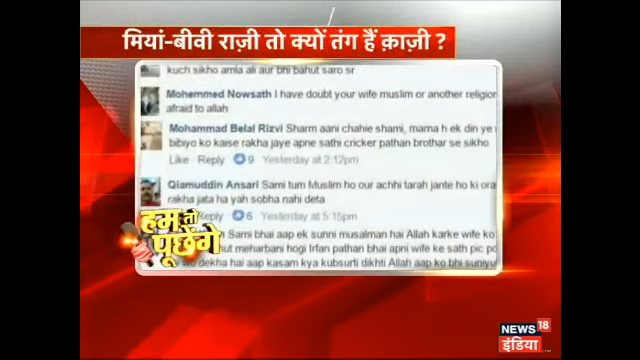 मियां-बीवी राज़ी तो क्यों तंग हैं क़ाज़ी ?
kuch sikho amla ali aur bhi bahut saro sr
Mohemmed Nowsath I have doubt your wife muslim or another religion
afraid to allah
Mohammad Belal Rizvi Sharm aani chahie shami, marna h ek din ye
bibiyo ko kaise rakha jaye apne sathi cricker pathan brothar se sikho
Like Reply 9 Yesterday at 2:12pm
Qiamuddin Ansari Sami tum Muslim ho our achhi tarah jante ho ki ora
rakha jata ha yah sobha nahi deta
Reply 6 Yesterday at 5:15pm
Sami bhai aap ek sunni musalman hai Allah karke wife ko
hut meharbani hogi Irfan pathan bhai apni wife ke sath pic po
wo dekha hai aap kasam kya kubsurti dikhti Allah aap ko bhi suniyu
हम तो
पूछेंगे
NEWS 18
इंडिया